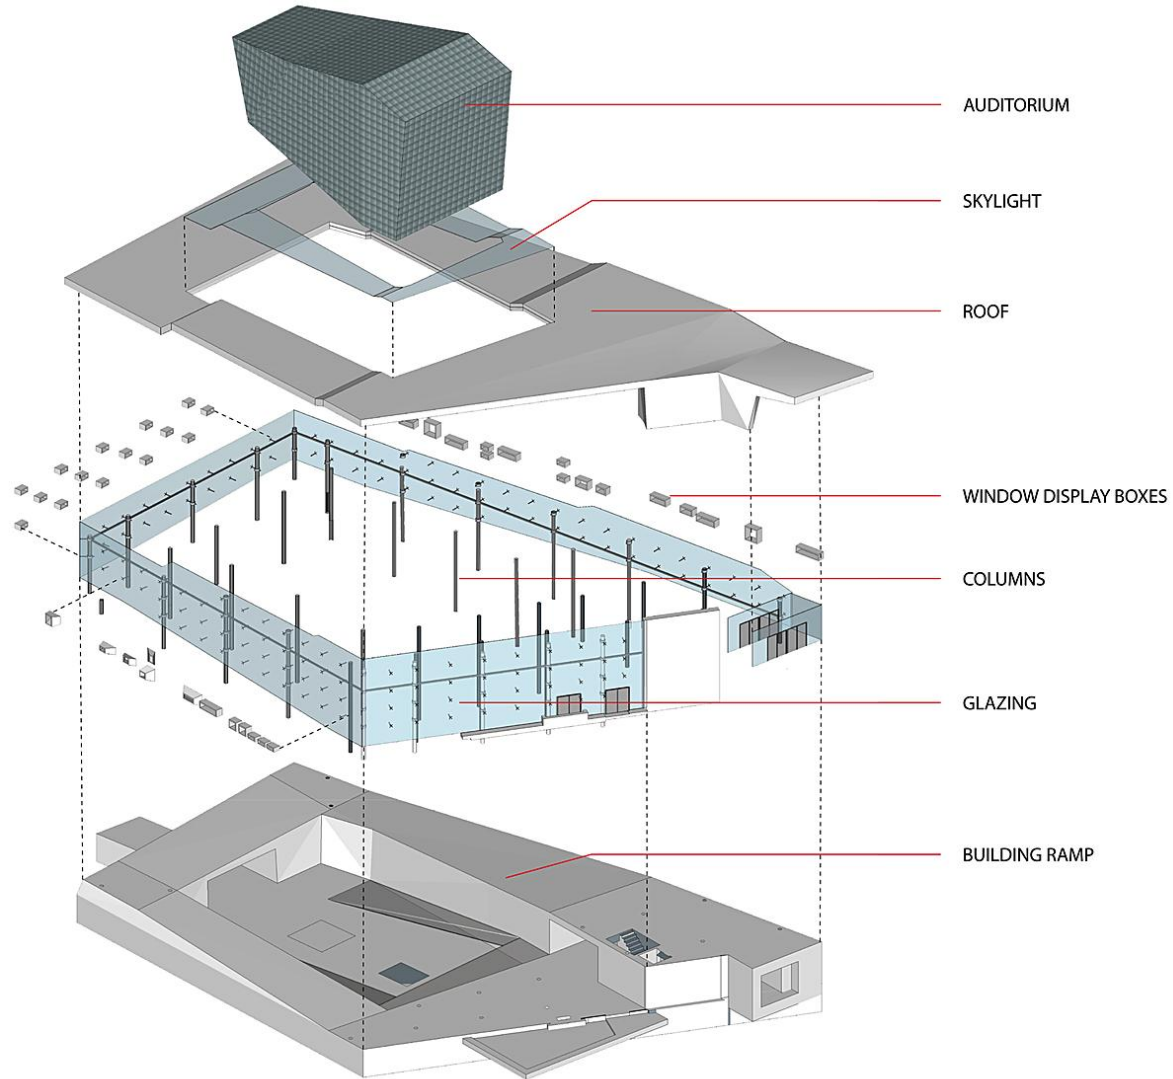 AUDITORIUM
SKYLIGHT
ROOF
WINDOW DISPLAY BOXES
COLUMNS
GLAZING
BUILDING RAMP